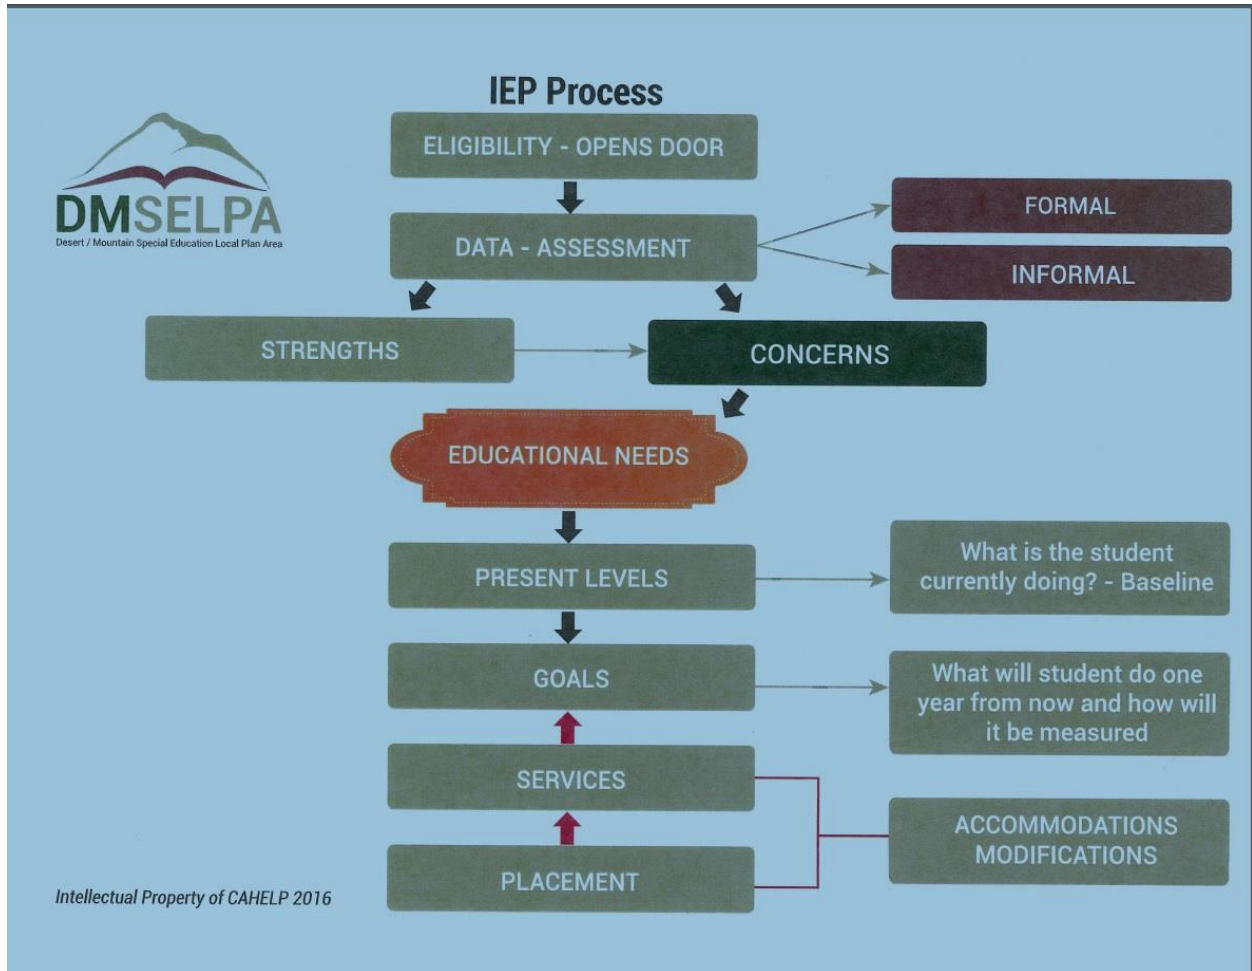 IEP Process
ELIGIBILITY - OPENS DOOR
DMSELPA
Desert / Mountain Special Education Local Plan Area
DATA - ASSESSMENT
FORMAL
INFORMAL
STRENGTHS
CONCERNS
EDUCATIONAL NEEDS
PRESENT LEVELS
What is the student
currently doing? - Baseline
GOALS
What will student do one
year from now and how will
it be measured
SERVICES
ACCOMMODATIONS
MODIFICATIONS
PLACEMENT
Intellectual Property of CAHELP 2016